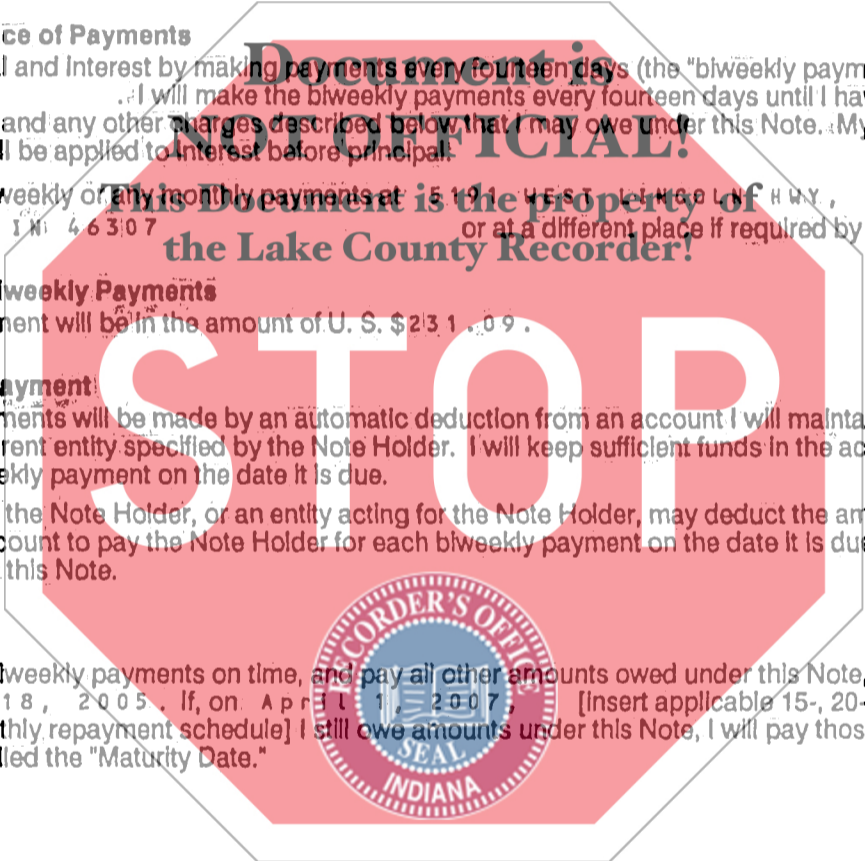 ce of Payments
Document is
l and interest by making payments every fourteen days (the "biweekly paym
I will make the biweekly payments every fourteen days until I hav
and any other charges described below that I may owe under this Note. My
NOT OFFICIAL!
l be applied to interest before principal.
weekly or any monthly payments at 5191 WEST LINCOLN HWY,
This Document is the property of
IN 46307 or at a different place if required by
the Lake County Recorder!
iweekly Payments
ment will be in the amount of U. S. $231.09.
STOP
ayment
ments will be made by an automatic deduction from an account I will mainta
rent entity specified by the Note Holder. I will keep sufficient funds in the ac
ekly payment on the date it is due.
the Note Holder, or an entity acting for the Note Holder, may deduct the am
count to pay the Note Holder for each biweekly payment on the date it is due
this Note.
RECORDER'S OFFICE
iweekly payments on time, and pay all other amounts owed under this Note,
18, 2005. If, on April 1, 2007, [insert applicable 15-, 20-
thly repayment schedule] I still owe amounts under this Note, I will pay thos
led the "Maturity Date."
SEAL
INDIANA